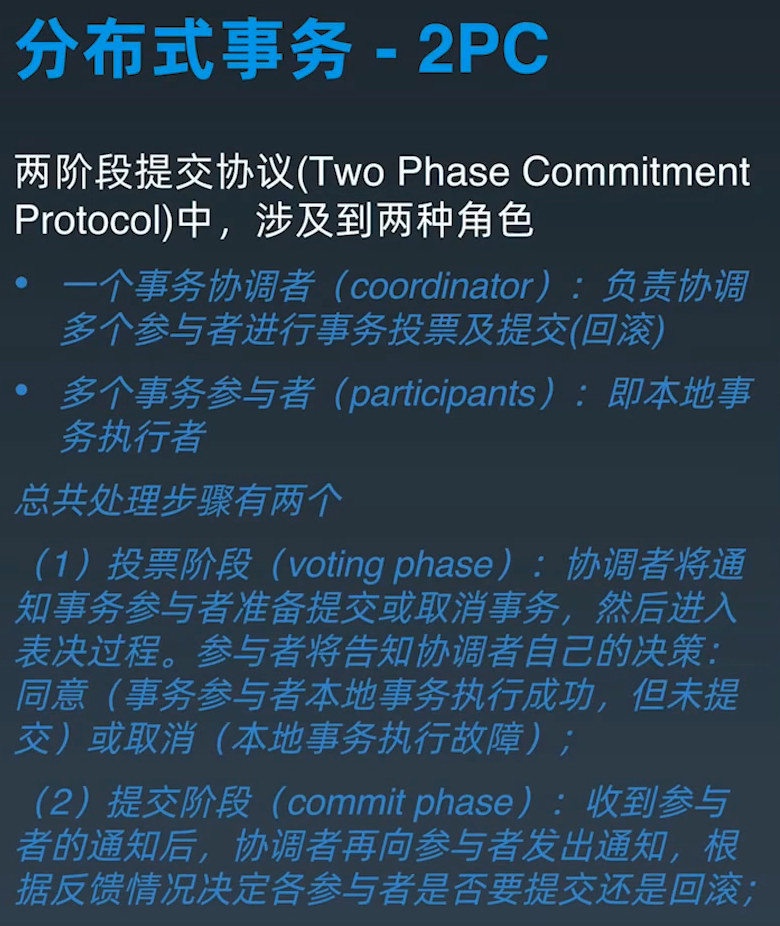 分布式事务 - 2PC
两阶段提交协议(Two Phase Commitment
Protocol)中，涉及到两种角色
• 一个事务协调者（coordinator）：负责协调
多个参与者进行事务投票及提交(回滚)
• 多个事务参与者（participants）：即本地事
务执行者
总共处理步骤有两个
（1）投票阶段（voting phase）：协调者将通
知事务参与者准备提交或取消事务，然后进入
表决过程。参与者将告知协调者自己的决策：
同意（事务参与者本地事务执行成功，但未提
交）或取消（本地事务执行故障）；
（2）提交阶段（commit phase）：收到参与
者的通知后，协调者再向参与者发出通知，根
据反馈情况决定各参与者是否要提交还是回滚；